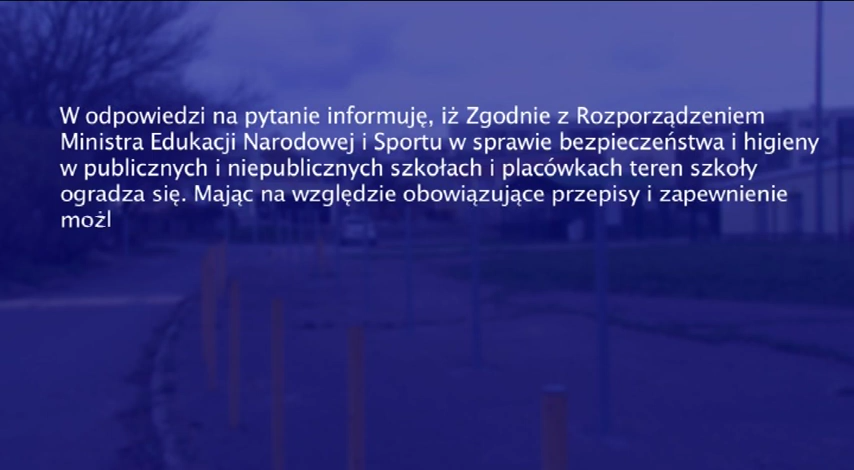 W odpowiedzi na pytanie informuję, iż Zgodnie z Rozporządzeniem
Ministra Edukacji Narodowej i Sportu w sprawie bezpieczeństwa i higieny
w publicznych i niepublicznych szkołach i placówkach teren szkoły
ogradza się. Mając na względzie obowiązujące przepisy i zapewnienie
możl